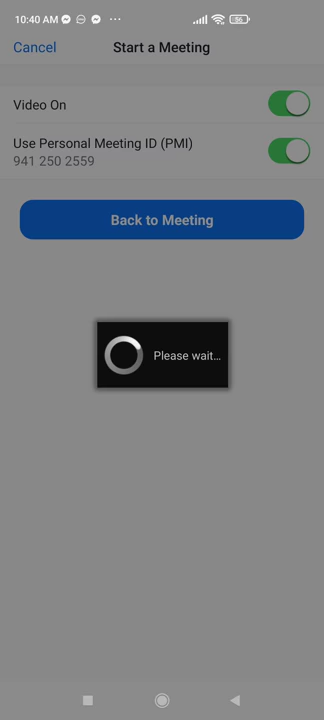 10:40 AM ... 56
Cancel Start a Meeting
Video On
Use Personal Meeting ID (PMI)
941 250 2559
Back to Meeting
Please wait...